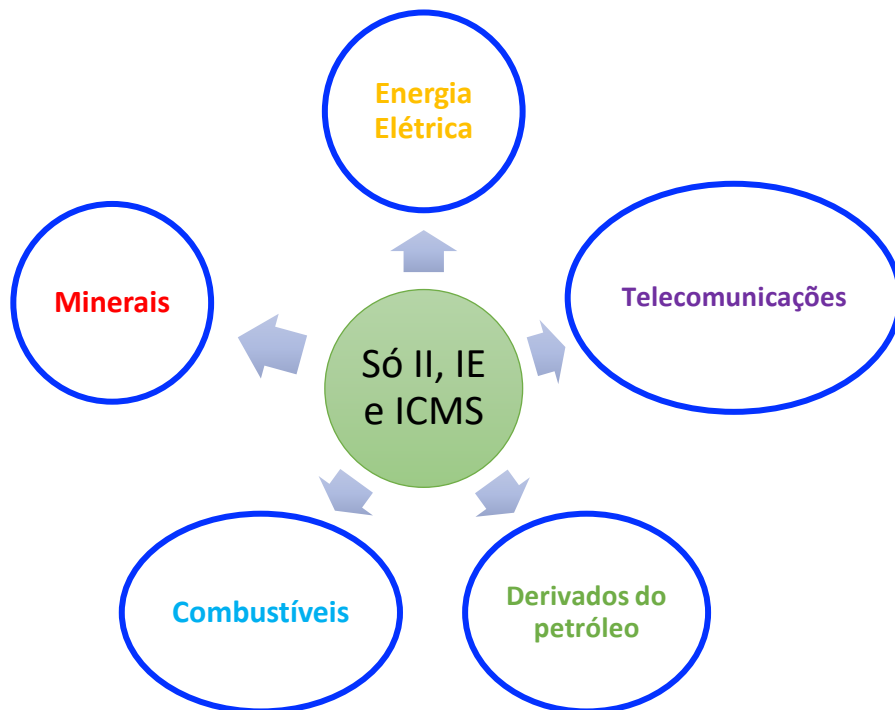 Energia
Elétrica
Telecomunicações
Minerais
Só II, IE
e ICMS
Combustíveis
Derivados do
petróleo